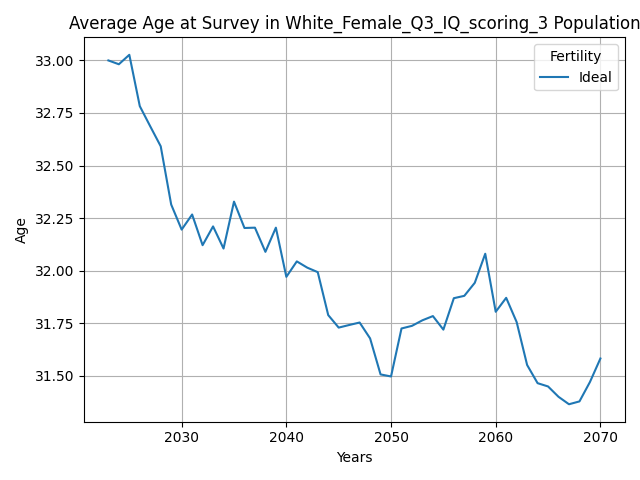 Average Age at Survey in White_Female_Q3_IQ_scoring_3 Population
Fertility
Ideal
33.00
32.75
32.50
32.25
32.00
31.75
31.50
Age
2030 2040 2050 2060 2070
Years